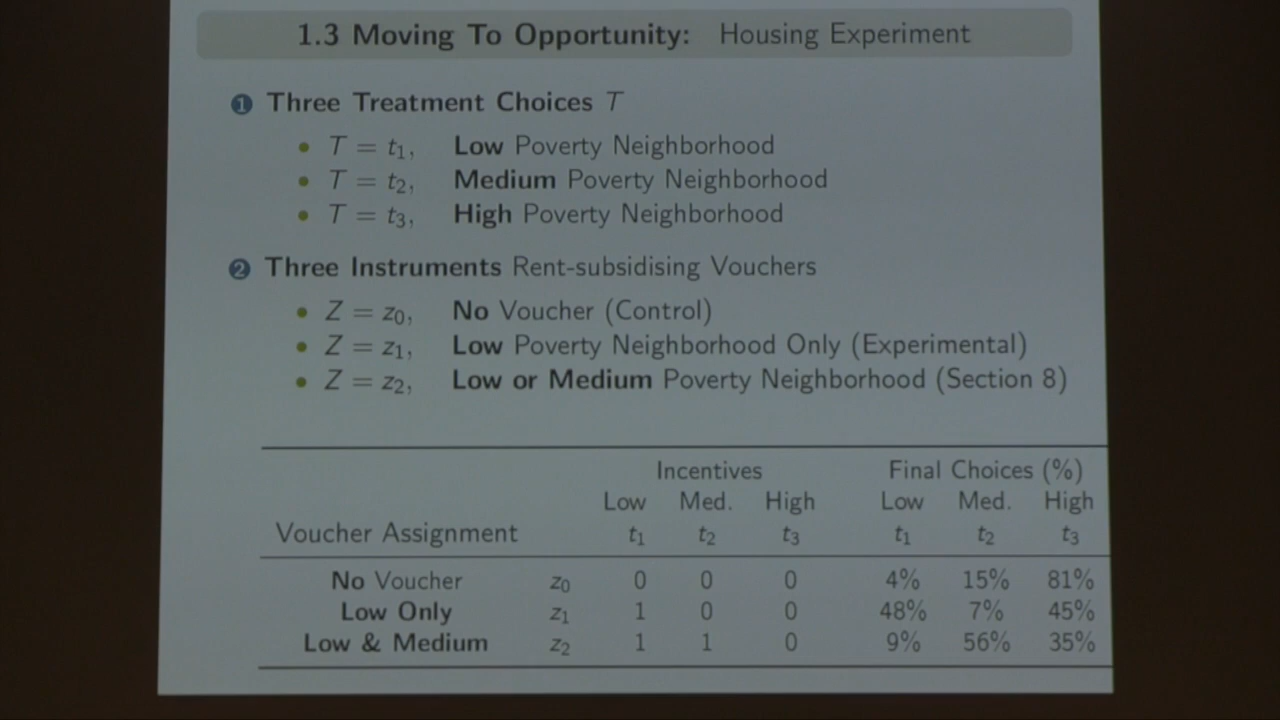 1.3 Moving To Opportunity: Housing Experiment
1 Three Treatment Choices T
• T = t₁, Low Poverty Neighborhood
• T = t₂, Medium Poverty Neighborhood
• T = t₃, High Poverty Neighborhood
2 Three Instruments Rent-subsidising Vouchers
• Z = z₀, No Voucher (Control)
• Z = z₁, Low Poverty Neighborhood Only (Experimental)
• Z = z₂, Low or Medium Poverty Neighborhood (Section 8)
Incentives Final Choices (%)
Low Med. High Low Med. High
Voucher Assignment t₁ t₂ t₃ t₁ t₂ t₃
No Voucher z₀ 0 0 0 4% 15% 81%
Low Only z₁ 1 0 0 48% 7% 45%
Low & Medium z₂ 1 1 0 9% 56% 35%